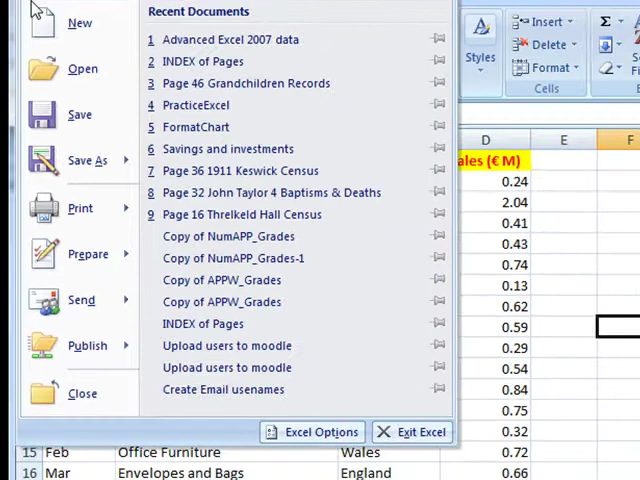 Recent Documents
New
Open
Save
Save As
Print
Prepare
Send
Publish
Close
1 Advanced Excel 2007 data
2 INDEX of Pages
3 Page 46 Grandchildren Records
4 PracticeExcel
5 FormatChart
6 Savings and investments
7 Page 36 1911 Keswick Census
8 Page 32 John Taylor 4 Baptisms & Deaths
9 Page 16 Threlkeld Hall Census
Copy of NumAPP_Grades
Copy of NumAPP_Grades-1
Copy of APPW_Grades
Copy of APPW_Grades
INDEX of Pages
Upload users to moodle
Upload users to moodle
Create Email usenames
Excel Options
Exit Excel
Styles
Insert
Delete
Format
Cells
Σ
D E F
(€ M)
0.24
2.04
0.41
0.43
0.74
0.13
0.62
0.59
0.29
0.54
0.84
0.75
0.32
15 Feb Office Furniture Wales 0.72
16 Mar Envelopes and Bags England 0.66